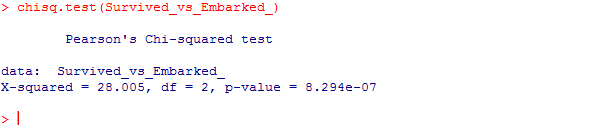 > chisq.test(Survived_vs_Embarked_)
Pearson's Chi-squared test
data:  Survived_vs_Embarked_
X-squared = 28.005, df = 2, p-value = 8.294e-07
>